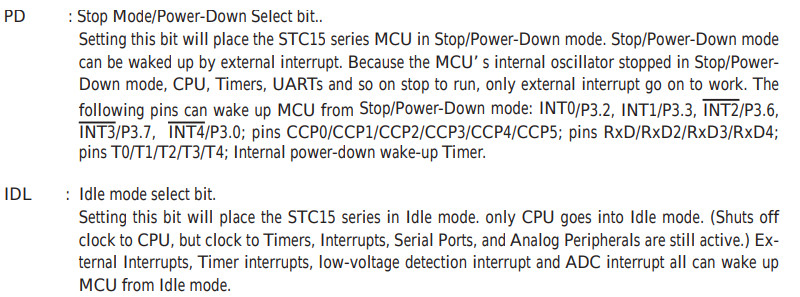 PD : Stop Mode/Power-Down Select bit..
Setting this bit will place the STC15 series MCU in Stop/Power-Down mode. Stop/Power-Down mode
can be waked up by external interrupt. Because the MCU’ s internal oscillator stopped in Stop/Power-
Down mode, CPU, Timers, UARTs and so on stop to run, only external interrupt go on to work. The
following pins can wake up MCU from Stop/Power-Down mode: INT0/P3.2, INT1/P3.3, I̅N̅T̅2̅/P3.6,
I̅N̅T̅3̅/P3.7, I̅N̅T̅4̅/P3.0; pins CCP0/CCP1/CCP2/CCP3/CCP4/CCP5; pins RxD/RxD2/RxD3/RxD4;
pins T0/T1/T2/T3/T4; Internal power-down wake-up Timer.
IDL : Idle mode select bit.
Setting this bit will place the STC15 series in Idle mode. only CPU goes into Idle mode. (Shuts off
clock to CPU, but clock to Timers, Interrupts, Serial Ports, and Analog Peripherals are still active.) Ex-
ternal Interrupts, Timer interrupts, low-voltage detection interrupt and ADC interrupt all can wake up
MCU from Idle mode.